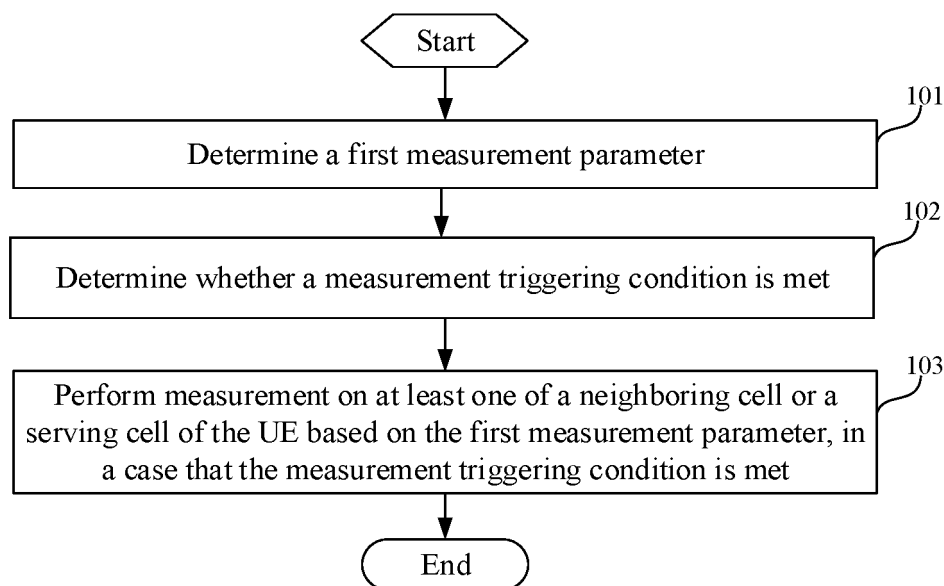 Start
101
Determine a first measurement parameter
102
Determine whether a measurement triggering condition is met
103
Perform measurement on at least one of a neighboring cell or a
serving cell of the UE based on the first measurement parameter, in
a case that the measurement triggering condition is met
End